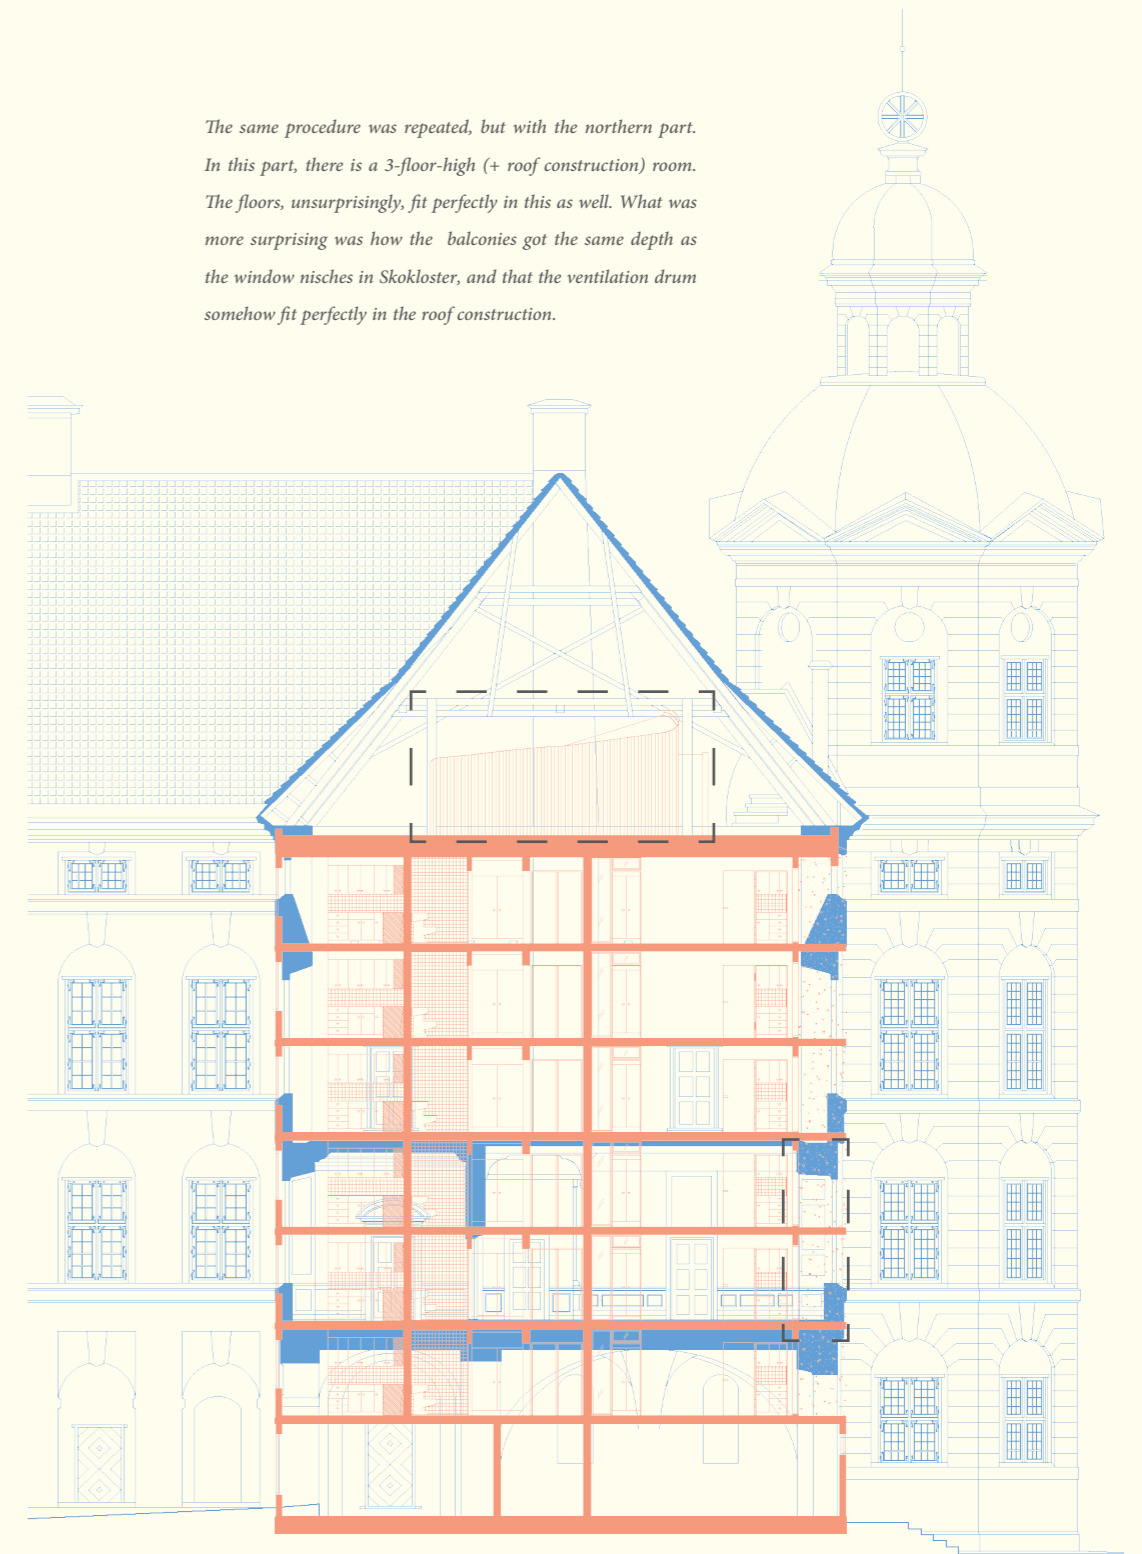 The same procedure was repeated, but with the northern part.
In this part, there is a 3-floor-high (+ roof construction) room.
The floors, unsurprisingly, fit perfectly in this as well. What was
more surprising was how the  balconies got the same depth as
the window nisches in Skokloster, and that the ventilation drum
somehow fit perfectly in the roof construction.